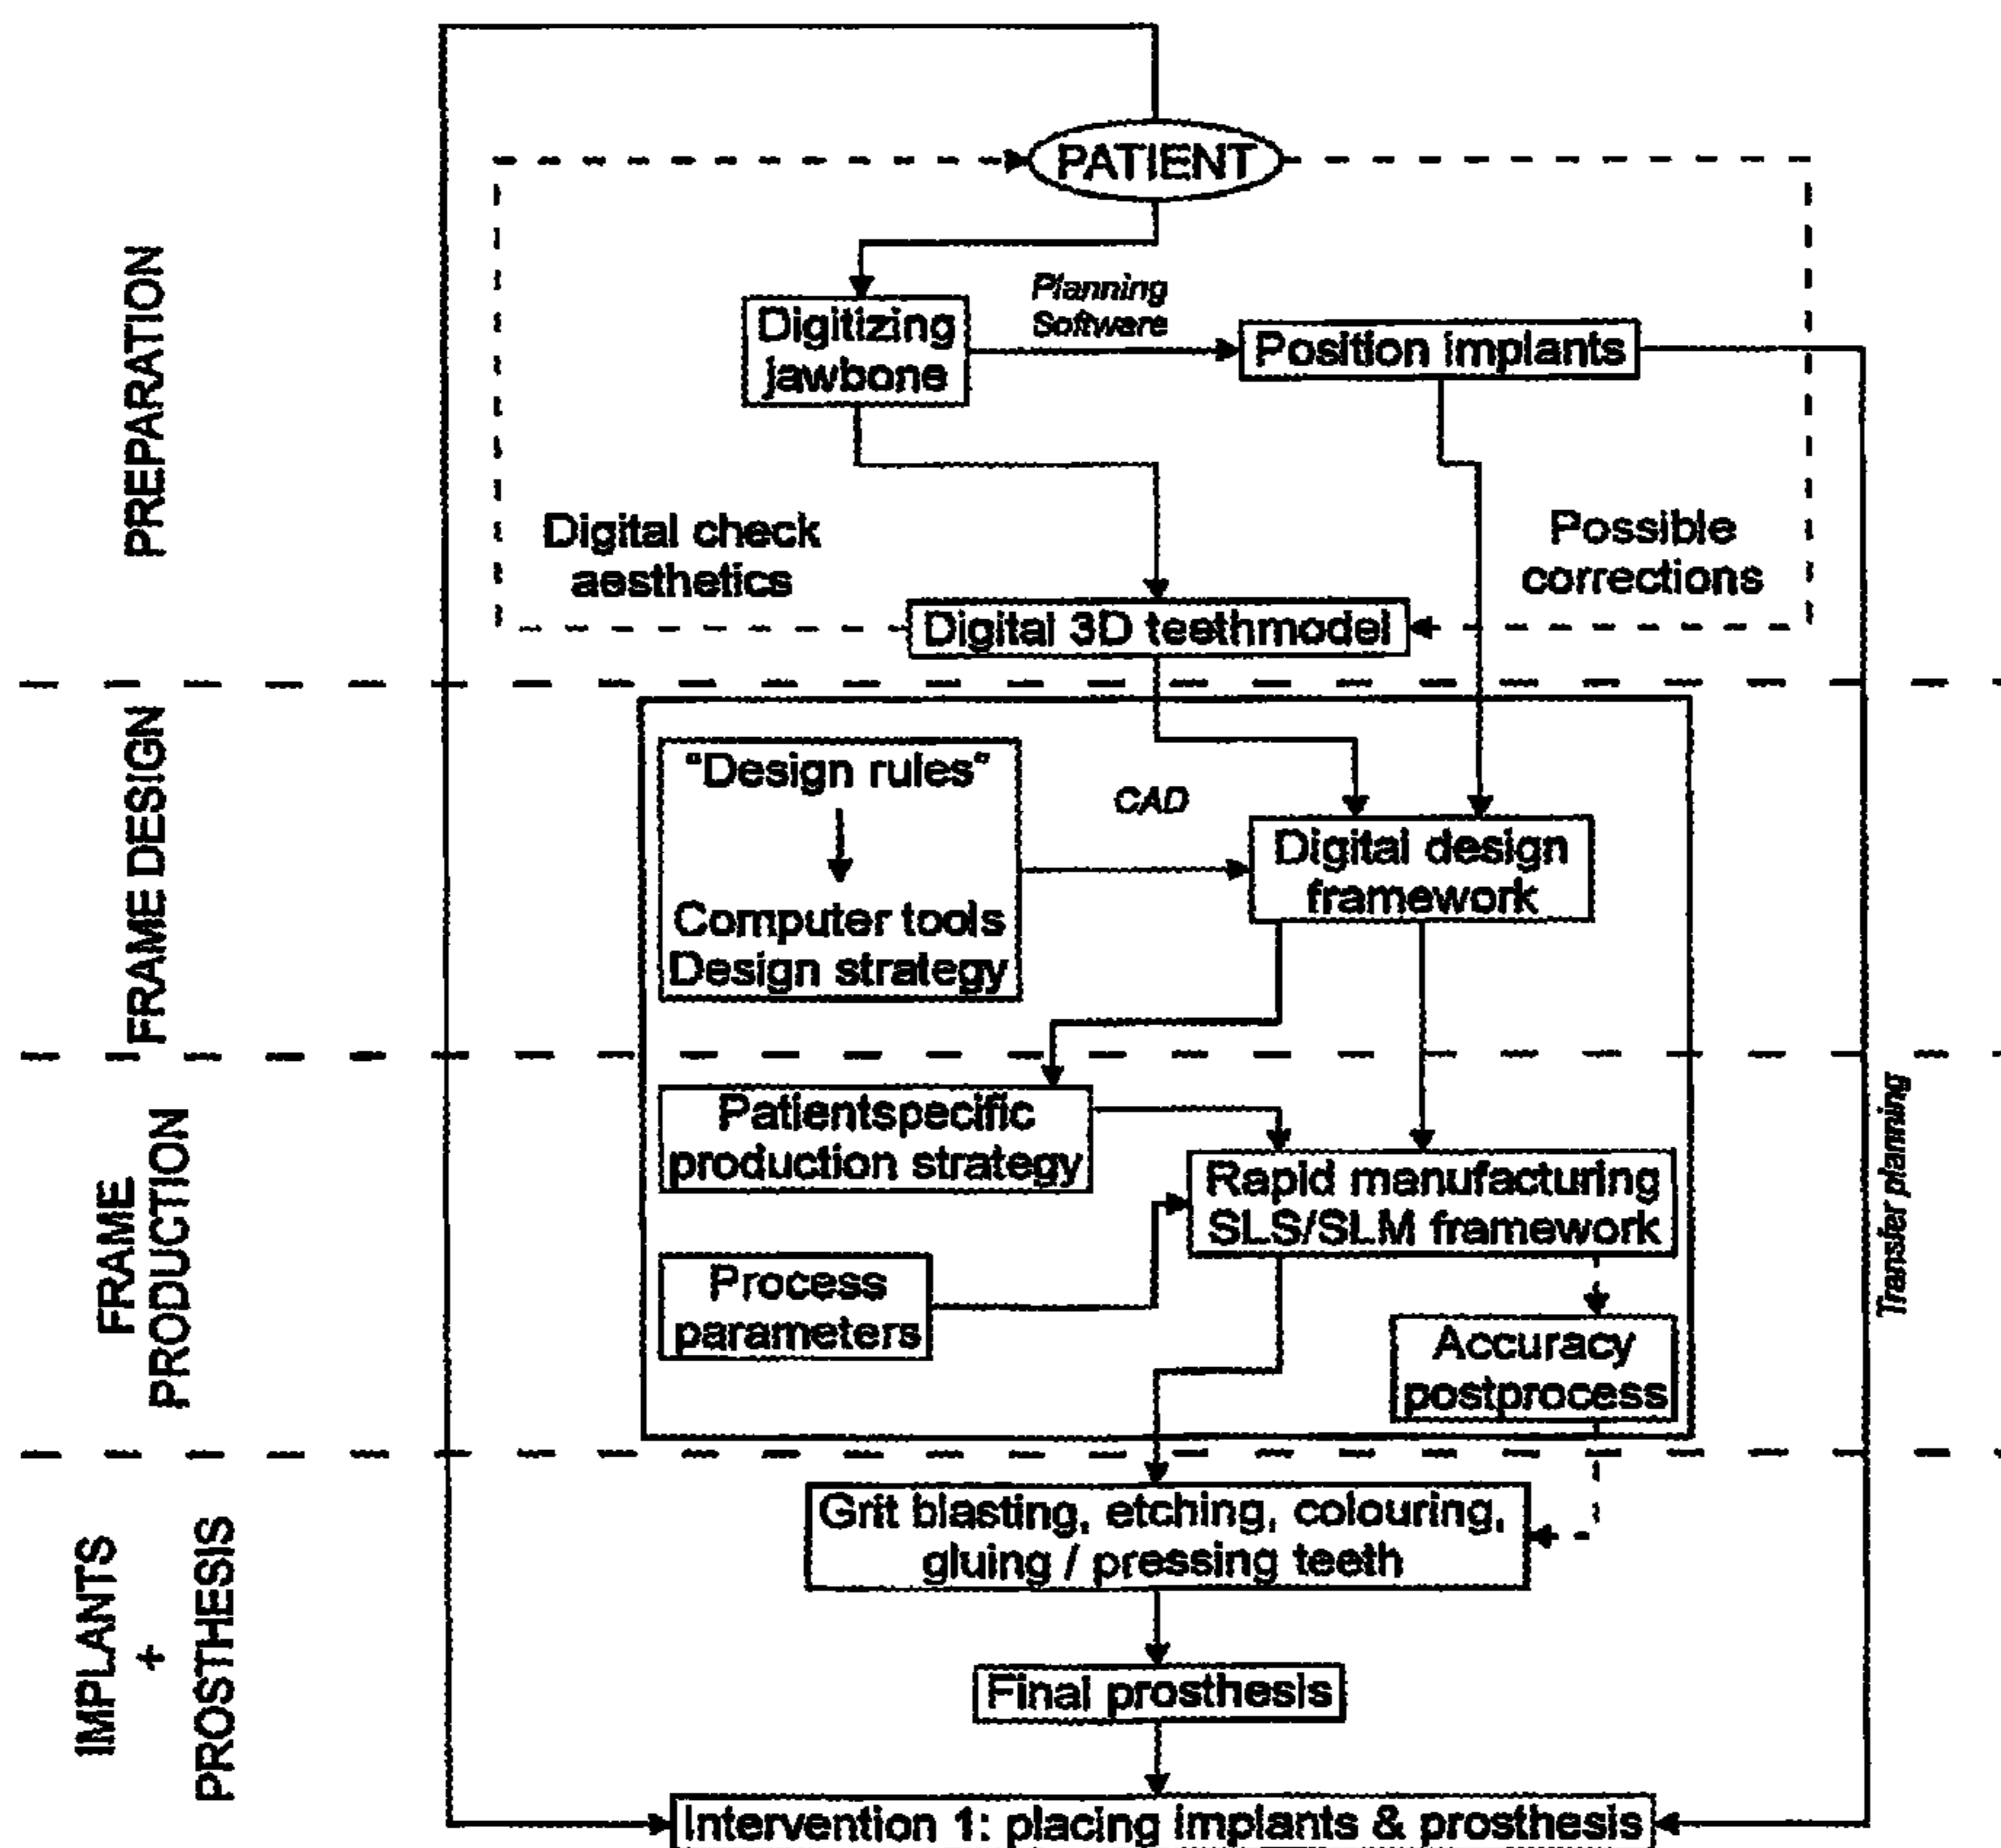 PATIENT
PREPARATION
Digitizing
jawbone
Planning
Software
Position implants
Digital check
aesthetics
Possible
corrections
Digital 3D teethmodel
FRAME DESIGN
"Design rules"
Computer tools
Design strategy
CAD
Digital design
framework
FRAME
PRODUCTION
Patientspecific
production strategy
Rapid manufacturing
SLS/SLM framework
Process
parameters
Accuracy
postprocess
Transfer planning
IMPLANTS
+
PROSTHESIS
Grit blasting, etching, colouring,
gluing / pressing teeth
Final prosthesis
Intervention 1: placing implants & prosthesis